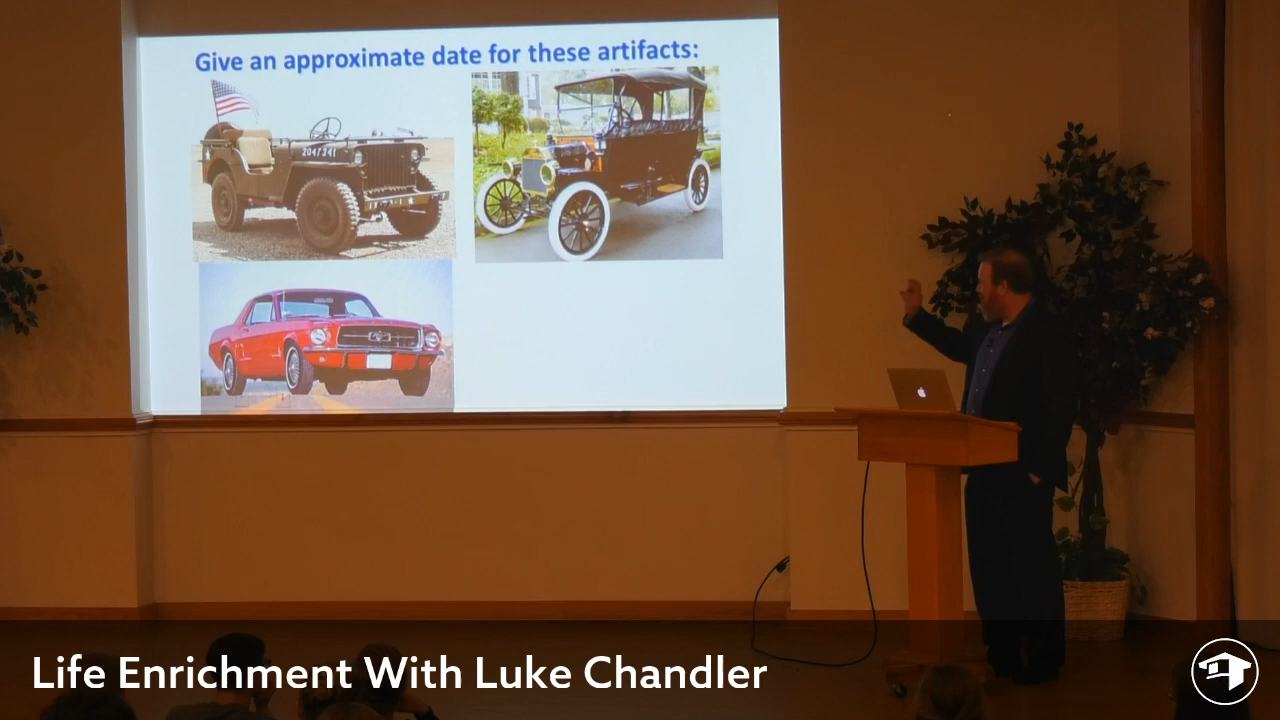 Give an approximate date for these artifacts:
2047341
Life Enrichment With Luke Chandler